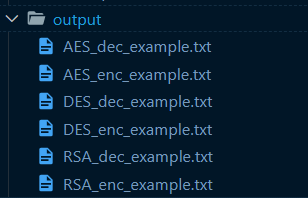 output
AES_dec_example.txt
AES_enc_example.txt
DES_dec_example.txt
DES_enc_example.txt
RSA_dec_example.txt
RSA_enc_example.txt